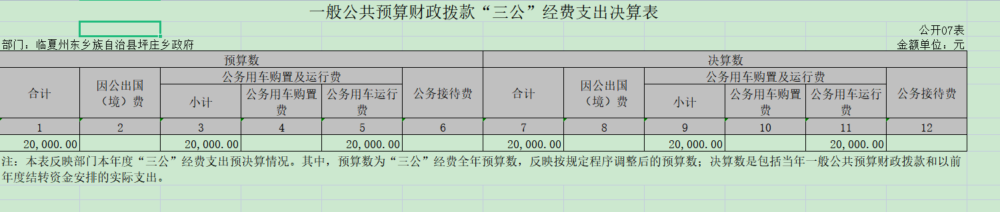 一般公共预算财政拨款“三公”经费支出决算表
公开07表
部门：临夏州东乡族自治县坪庄乡政府 金额单位：元
预算数 决算数
合计 因公出国（境）费 公务用车购置及运行费 公务接待费 合计 因公出国（境）费 公务用车购置及运行费 公务接待费
小计 公务用车购置费 公务用车运行费 小计 公务用车购置费 公务用车运行费
1 2 3 4 5 6 7 8 9 10 11 12
20,000.00 20,000.00 20,000.00 20,000.00 20,000.00 20,000.00
注：本表反映部门本年度“三公”经费支出预决算情况。其中，预算数为“三公”经费全年预算数，反映按规定程序调整后的预算数；决算数是包括当年一般公共预算财政拨款和以前
年度结转资金安排的实际支出。